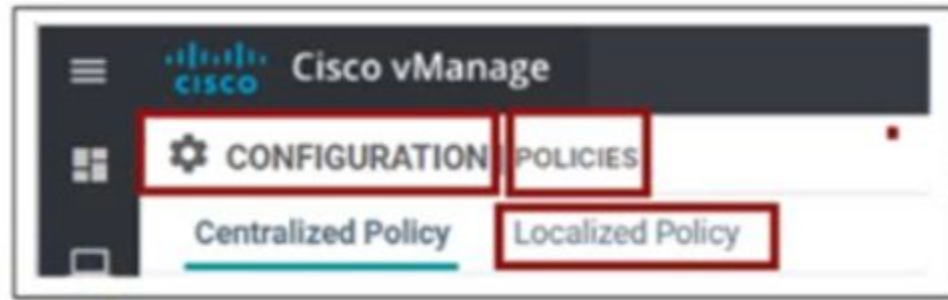 CISCO Cisco vManage
CONFIGURATION | POLICIES
Centralized Policy Localized Policy